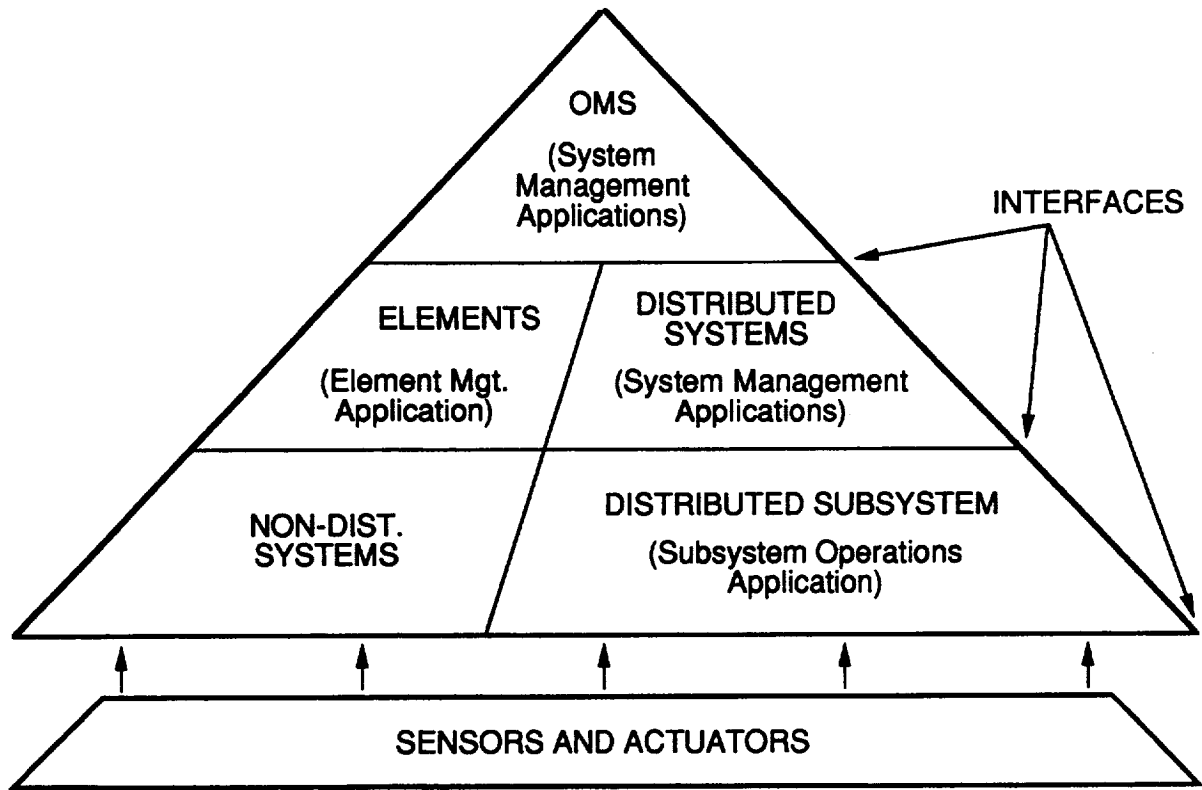 OMS
(System
Management
Applications)
INTERFACES
ELEMENTS
(Element Mgt.
Application)
DISTRIBUTED
SYSTEMS
(System Management
Applications)
NON-DIST.
SYSTEMS
DISTRIBUTED SUBSYSTEM
(Subsystem Operations
Application)
SENSORS AND ACTUATORS